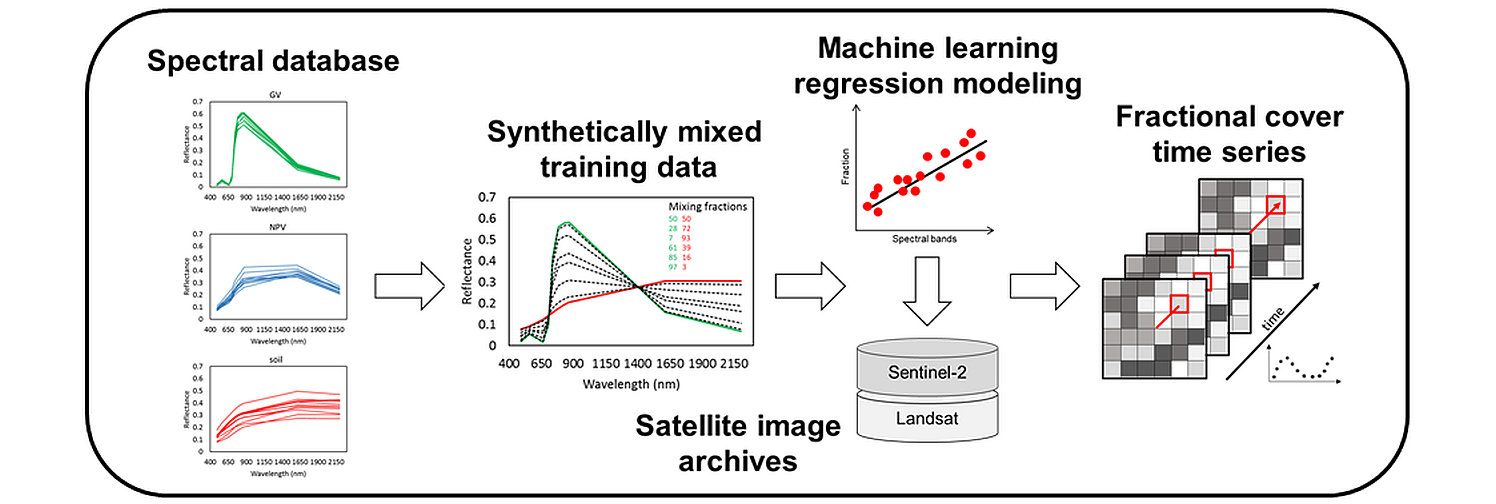 Spectral database
GV
0.7
0.6
0.5
0.4
0.3
0.2
0.1
0
Reflectance
400 650 900 1150 1400 1650 1900 2150
Wavelength (nm)
NPV
0.7
0.6
0.5
0.4
0.3
0.2
0.1
0
Reflectance
400 650 900 1150 1400 1650 1900 2150
Wavelength (nm)
soil
0.7
0.6
0.5
0.4
0.3
0.2
0.1
0
Reflectance
400 650 900 1150 1400 1650 1900 2150
Wavelength (nm)
Synthetically mixed
training data
0.7
0.6
0.5
0.4
0.3
0.2
0.1
0
Reflectance
Mixing fractions
50 50
28 72
7 93
61 39
85 16
97 3
400 650 900 1150 1400 1650 1900 2150
Wavelength (nm)
Machine learning
regression modeling
Fraction
Spectral bands
Sentinel-2
Landsat
Satellite image
archives
Fractional cover
time series
time